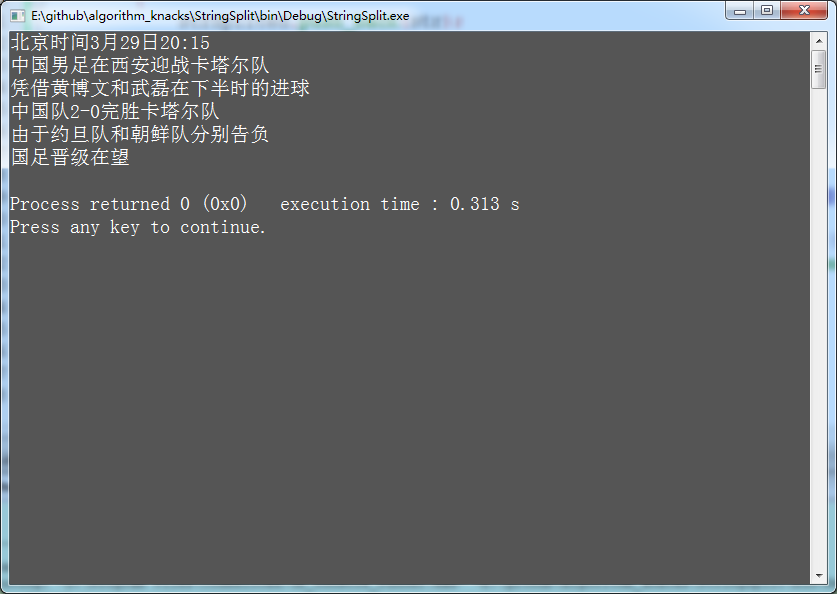 E:\github\algorithm_knacks\StringSplit\bin\Debug\StringSplit.exe
北京时间3月29日20:15
中国男足在西安迎战卡塔尔队
凭借黄博文和武磊在下半时的进球
中国队2-0完胜卡塔尔队
由于约旦队和朝鲜队分别告负
国足晋级在望
Process returned 0 (0x0)   execution time : 0.313 s
Press any key to continue.